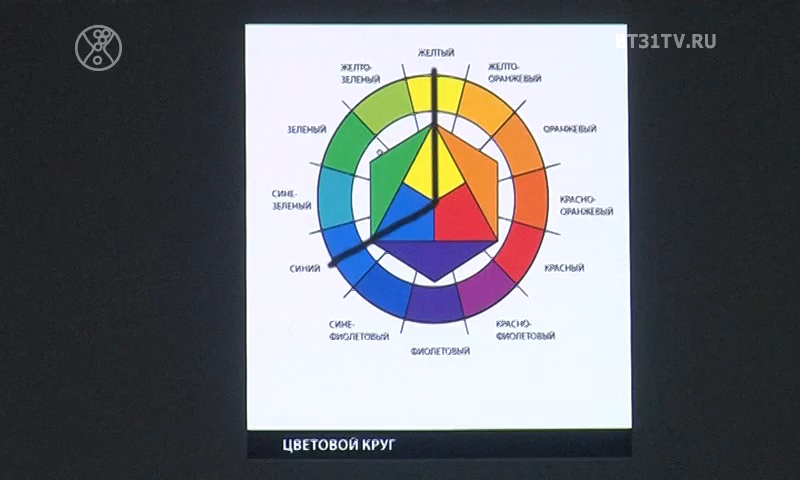 BT31TV.RU
ЖЕЛТЫЙ
ЖЕЛТО-
ЗЕЛЕНЫЙ
ЖЕЛТО-
ОРАНЖЕВЫЙ
ЗЕЛЕНЫЙ
ОРАНЖЕВЫЙ
СИНЕ-
ЗЕЛЕНЫЙ
КРАСНО-
ОРАНЖЕВЫЙ
СИНИЙ
КРАСНЫЙ
СИНЕ-
ФИОЛЕТОВЫЙ
КРАСНО-
ФИОЛЕТОВЫЙ
ФИОЛЕТОВЫЙ
ЦВЕТОВОЙ КРУГ